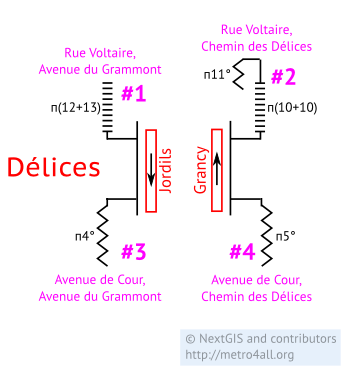 Rue Voltaire,
Avenue du Grammont
#1
п(12+13)
Rue Voltaire,
Chemin des Délices
п11°
#2
п(10+10)
Délices
Jordils
Grancy
п4°
#3
Avenue de Cour,
Avenue du Grammont
п5°
#4
Avenue de Cour,
Chemin des Délices
© NextGIS and contributors
http://metro4all.org